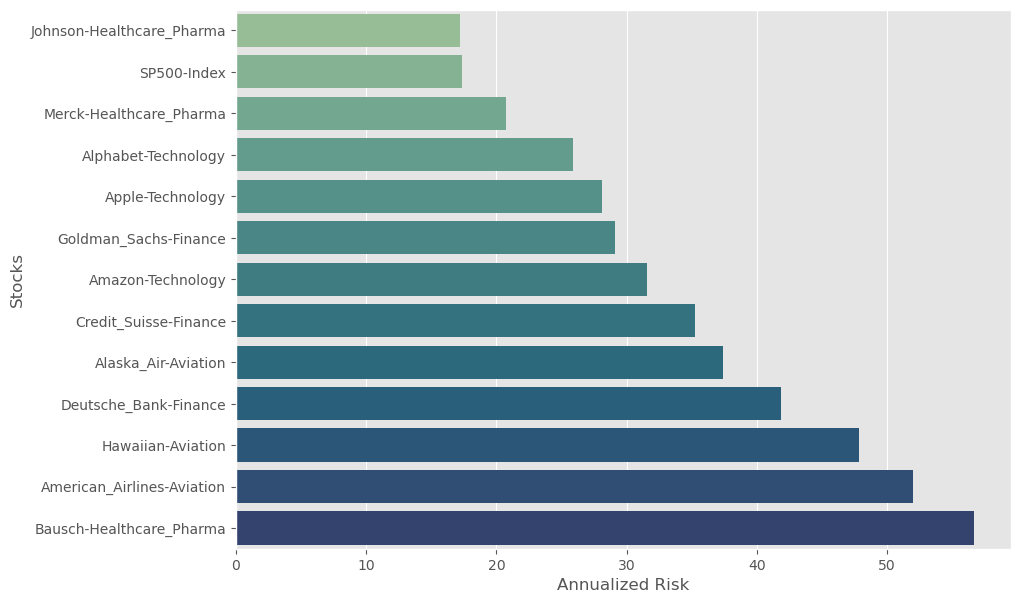 Johnson-Healthcare_Pharma
SP500-Index
Merck-Healthcare_Pharma
Alphabet-Technology
Apple-Technology
Goldman_Sachs-Finance
Amazon-Technology
Credit_Suisse-Finance
Alaska_Air-Aviation
Deutsche_Bank-Finance
Hawaiian-Aviation
American_Airlines-Aviation
Bausch-Healthcare_Pharma
Stocks
0 10 20 30 40 50
Annualized Risk